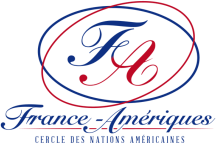 FA
France-Amériques
CERCLE DES NATIONS AMÉRICAINES